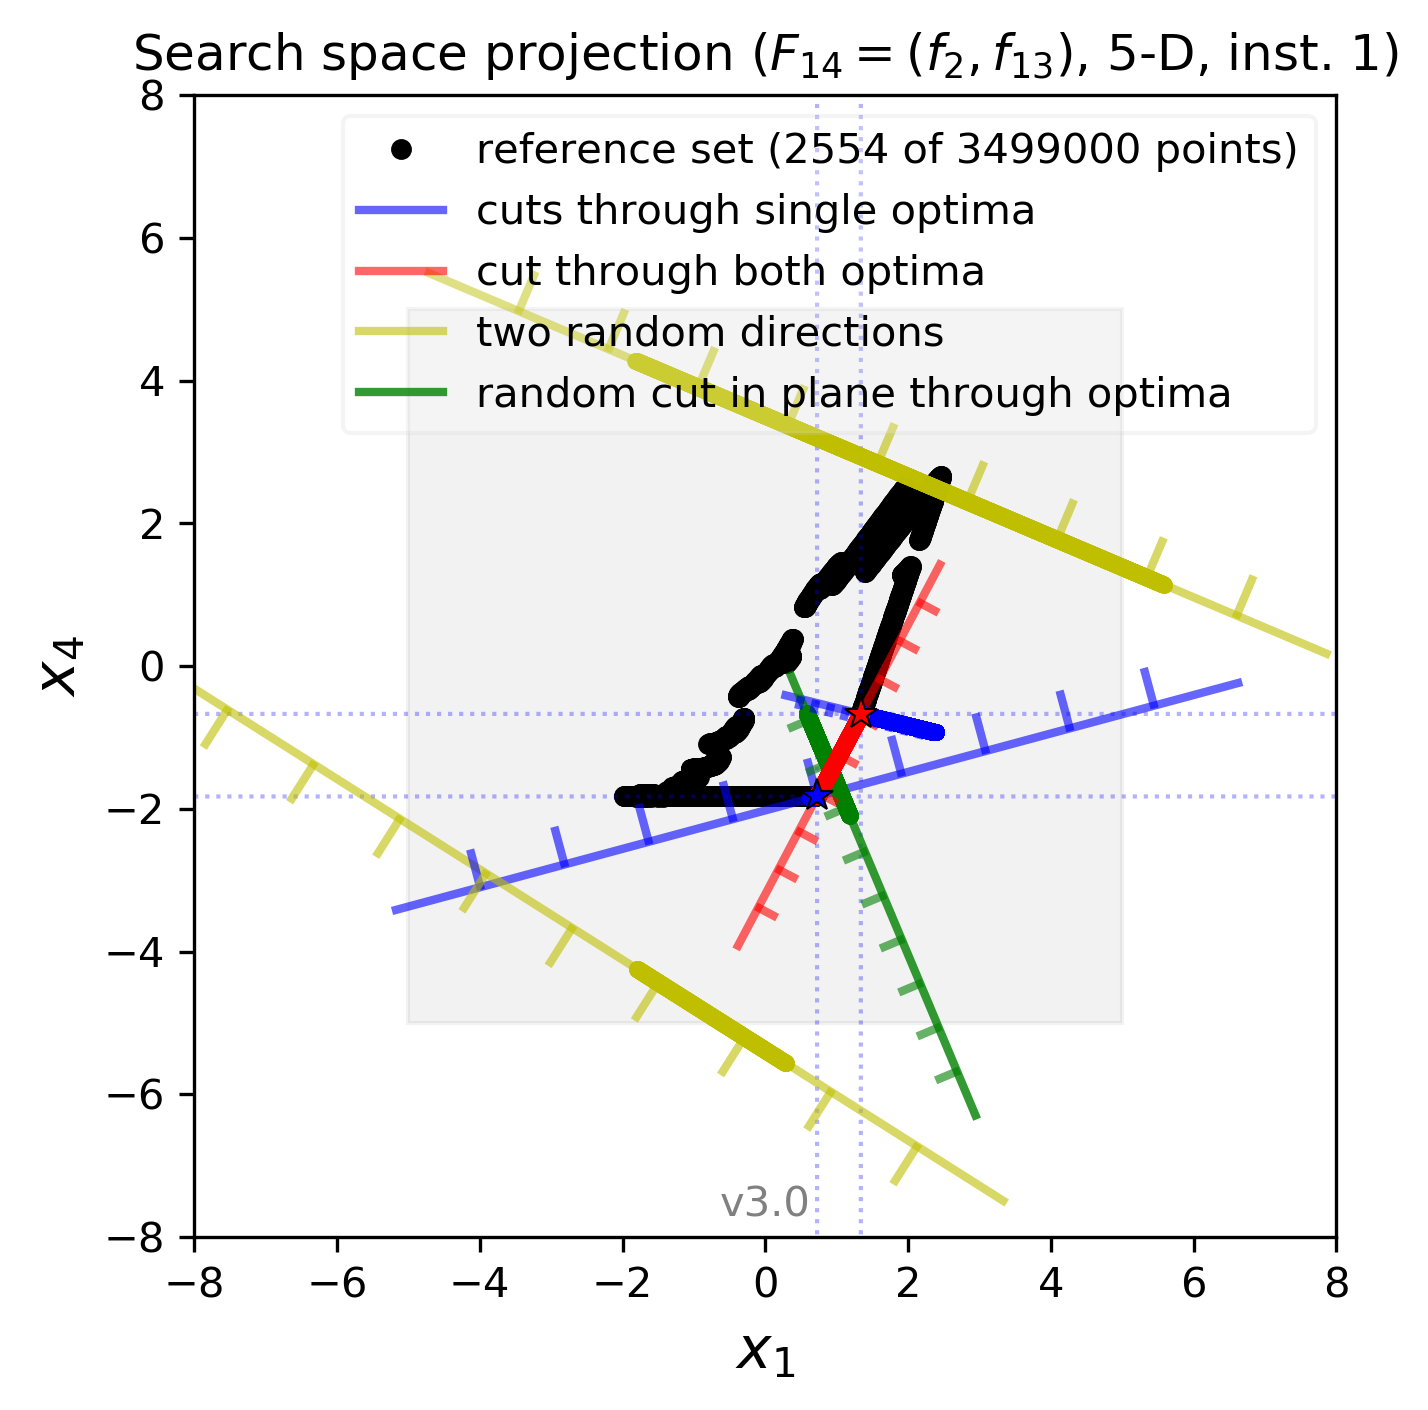 Search space projection (F14 = (f2, f13), 5-D, inst. 1)
reference set (2554 of 3499000 points)
cuts through single optima
cut through both optima
two random directions
random cut in plane through optima
8
6
4
2
0
−2
−4
−6
−8
x4
v3.0
−8 −6 −4 −2 0 2 4 6 8
x1